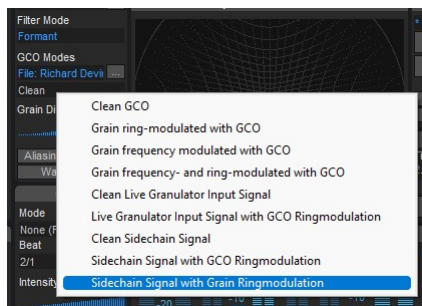 Filter Mode
Formant
GCO Modes
File: Richard Devi
...
Clean
Grain Di
Clean GCO
Grain ring-modulated with GCO
Grain frequency modulated with GCO
Grain frequency- and ring-modulated with GCO
Clean Live Granulator Input Signal
Live Granulator Input Signal with GCO Ringmodulation
Clean Sidechain Signal
Sidechain Signal with GCO Ringmodulation
Sidechain Signal with Grain Ringmodulation
Aliasin
Wa
Mode
None (F
Beat
2/1
Intensity
-20
-10
-10